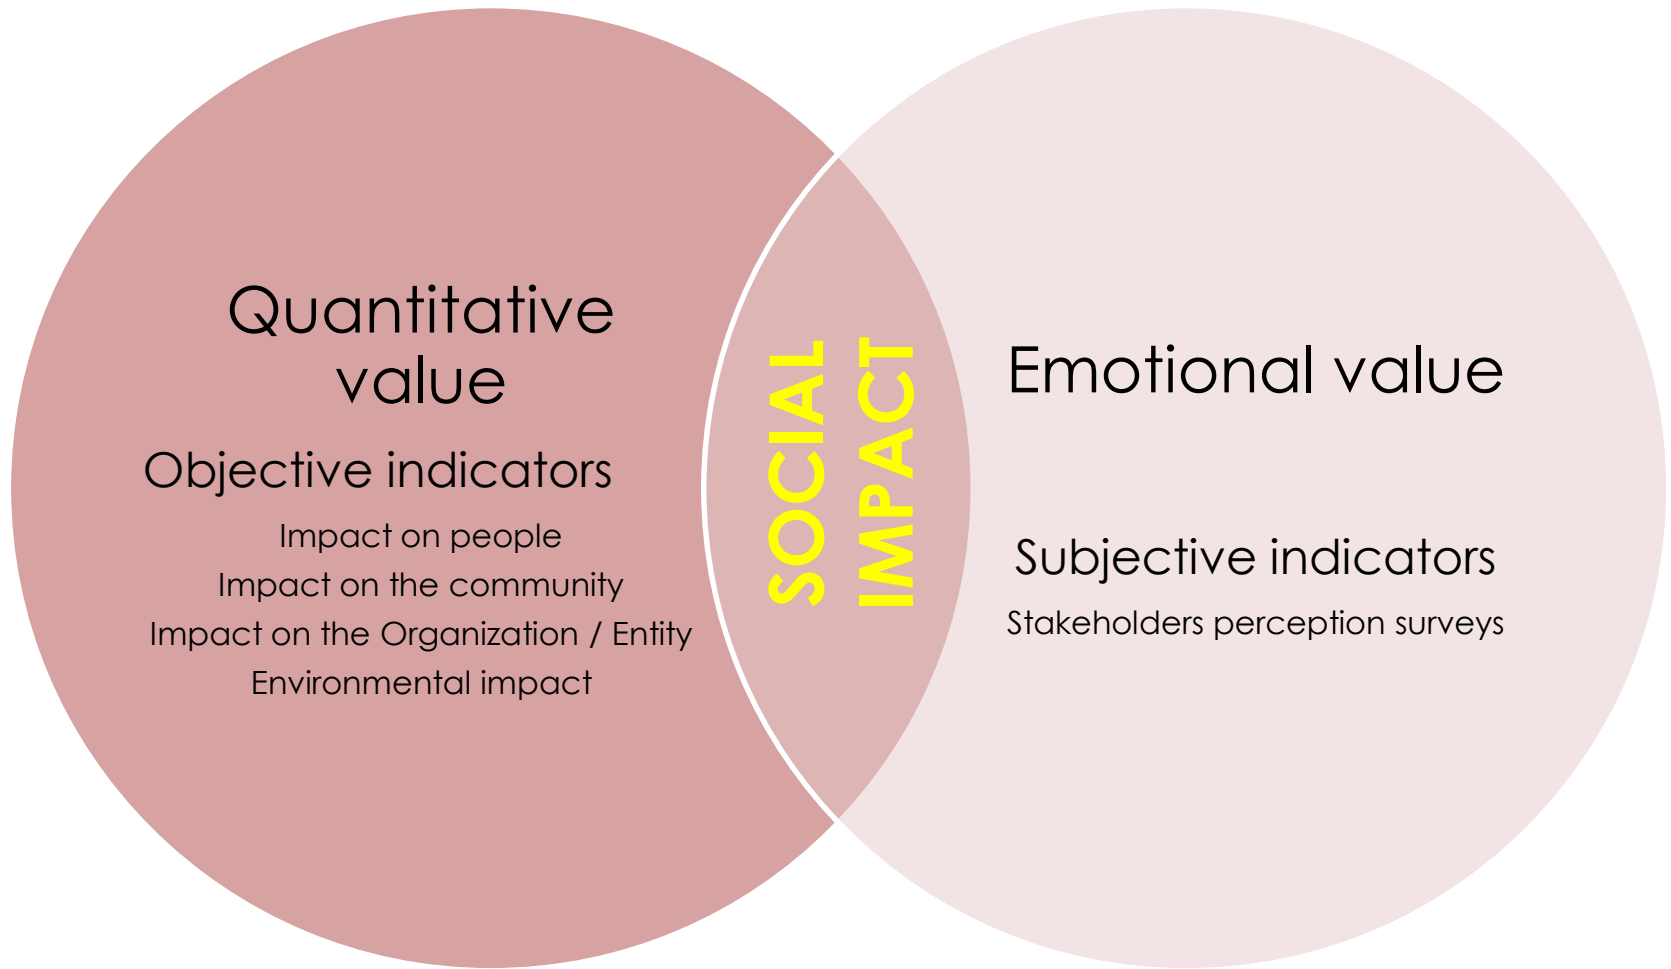 Quantitative
value
Objective indicators
Impact on people
Impact on the community
Impact on the Organization / Entity
Environmental impact
SOCIAL
IMPACT
Emotional value
Subjective indicators
Stakeholders perception surveys